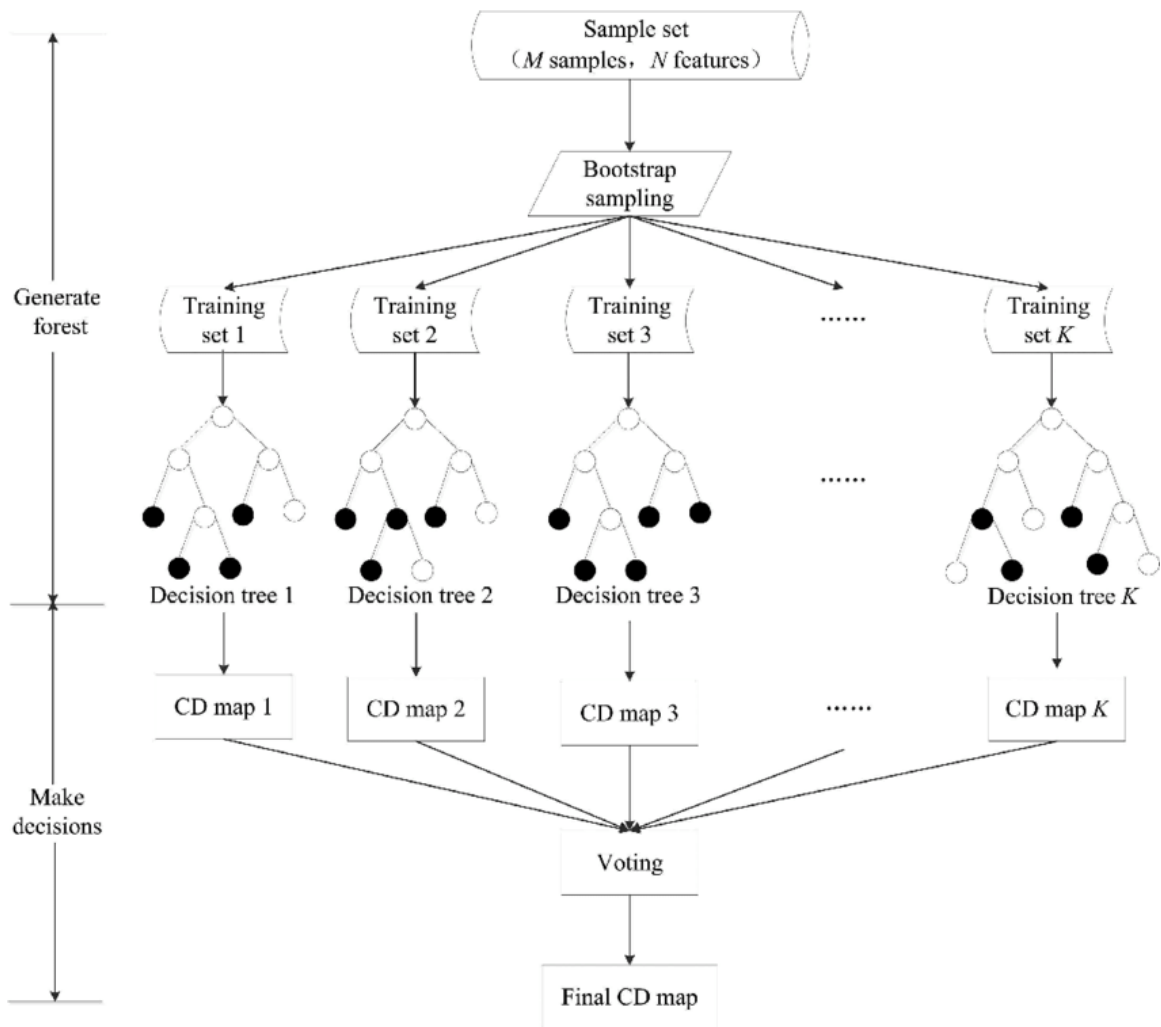 Sample set
（M samples，N features）
Bootstrap
sampling
Generate
forest
Training
set 1
Training
set 2
Training
set 3
......
Training
set K
......
Decision tree 1
Decision tree 2
Decision tree 3
Decision tree K
CD map 1
CD map 2
CD map 3
......
CD map K
Make
decisions
Voting
Final CD map